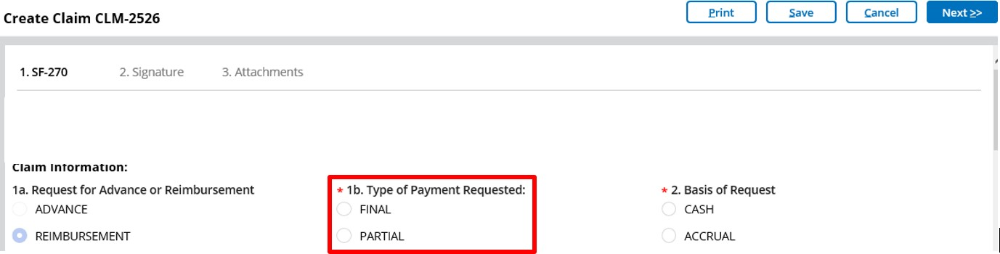 Create Claim CLM-2526
Print Save Cancel Next >>
1. SF-270 2. Signature 3. Attachments
Claim Information:
1a. Request for Advance or Reimbursement
ADVANCE
REIMBURSEMENT
* 1b. Type of Payment Requested:
FINAL
PARTIAL
* 2. Basis of Request
CASH
ACCRUAL